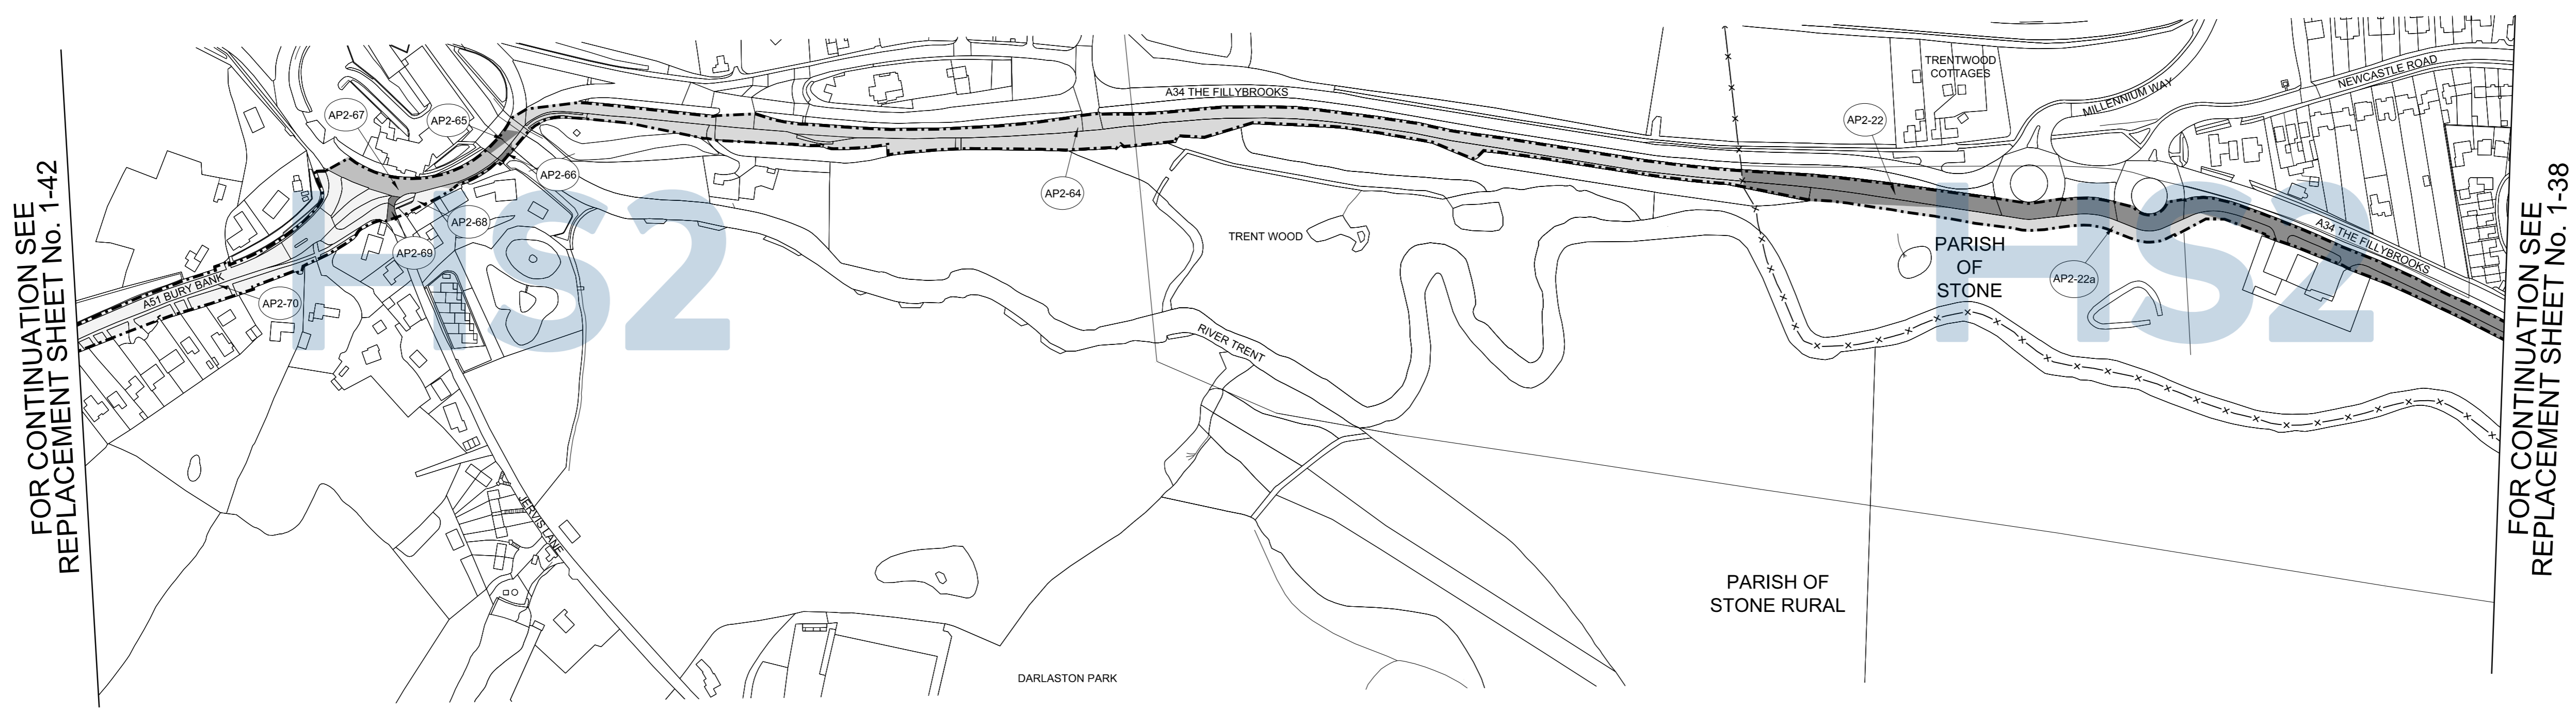 FOR CONTINUATION SEE
REPLACEMENT SHEET No. 1-42
AP2-67
AP2-65
AP2-66
AP2-68
AP2-69
AP2-70
A51 BURY BANK
JERVIS LANE
HS2
A34 THE FILLYBROOKS
AP2-64
TRENT WOOD
RIVER TRENT
DARLASTON PARK
PARISH OF
STONE RURAL
AP2-22
TRENTWOOD
COTTAGES
MILLENNIUM WAY
NEWCASTLE ROAD
PARISH
OF
STONE
AP2-22a
HS2
A34 THE FILLYBROOKS
FOR CONTINUATION SEE
REPLACEMENT SHEET No. 1-38